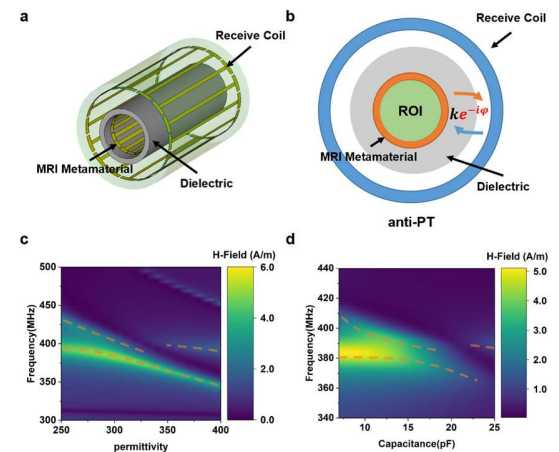 a
Receive Coil
MRI Metamaterial
Dielectric
b
Receive Coil
ROI
ke^{-iφ}
MRI Metamaterial
Dielectric
anti-PT
c
H-Field (A/m)
500
450
400
350
300
Frequency(MHz)
250
300
350
400
permittivity
6.0
4.0
2.0
0.0
d
H-Field (A/m)
440
420
400
380
360
340
Frequency(MHz)
10
15
20
25
Capacitance(pF)
5.0
4.0
3.0
2.0
1.0